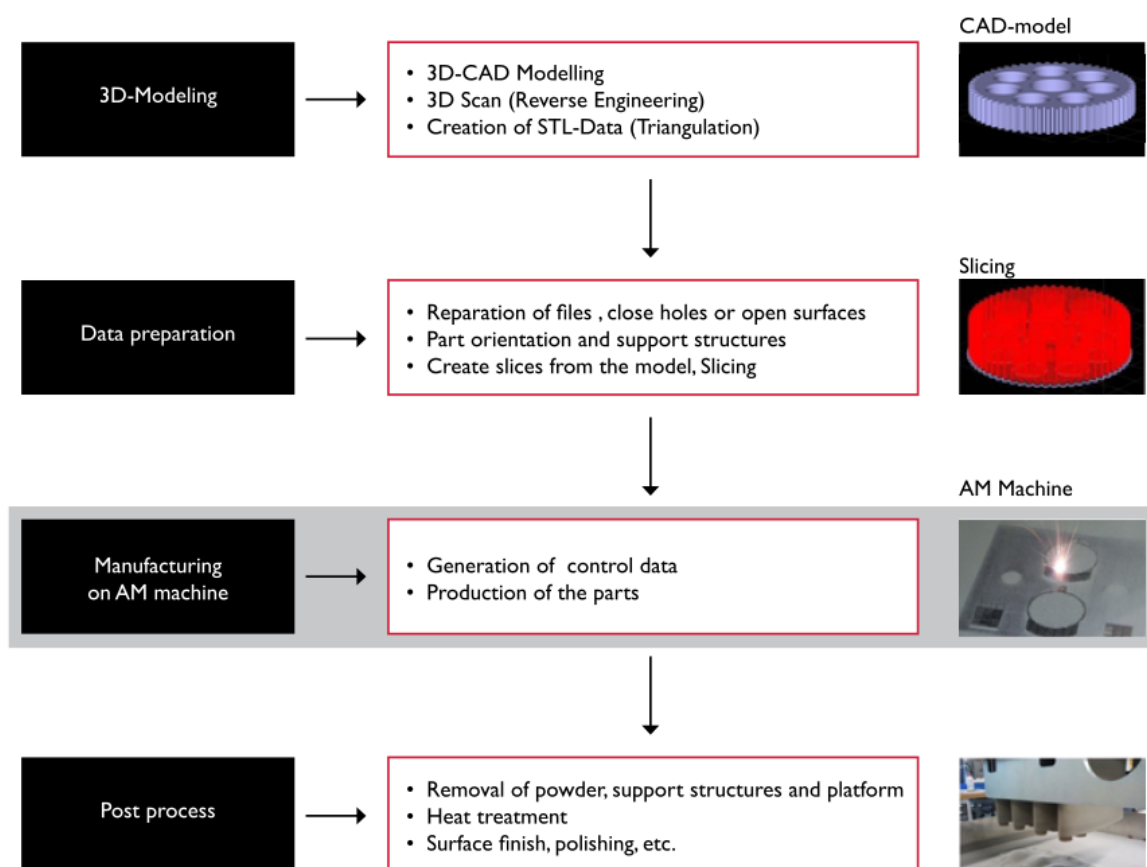 CAD-model
3D-Modeling
• 3D-CAD Modelling
• 3D Scan (Reverse Engineering)
• Creation of STL-Data (Triangulation)
Slicing
Data preparation
• Reparation of files , close holes or open surfaces
• Part orientation and support structures
• Create slices from the model, Slicing
AM Machine
Manufacturing
on AM machine
• Generation of  control data
• Production of the parts
Post process
• Removal of powder, support structures and platform
• Heat treatment
• Surface finish, polishing, etc.